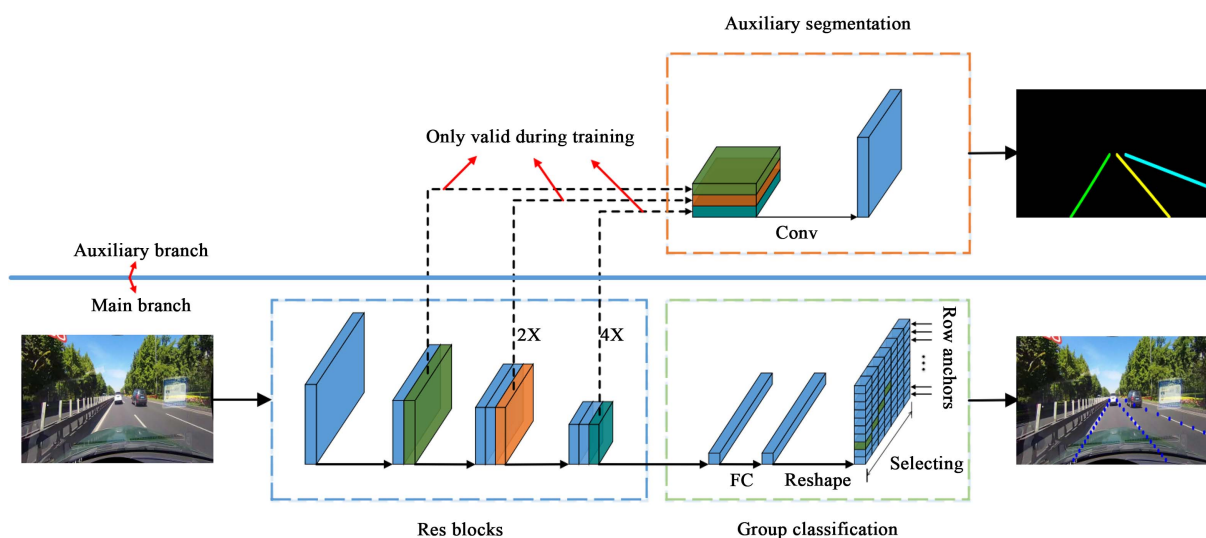 Auxiliary segmentation
Only valid during training
Conv
Auxiliary branch
Main branch
2X
4X
Row anchors
...
FC
Reshape
Selecting
Res blocks
Group classification